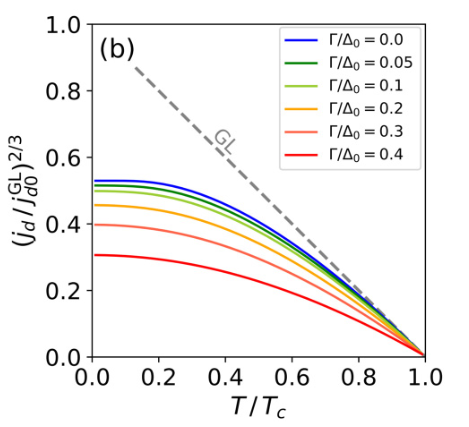 (b)
Γ/Δ₀ = 0.0
Γ/Δ₀ = 0.05
Γ/Δ₀ = 0.1
Γ/Δ₀ = 0.2
Γ/Δ₀ = 0.3
Γ/Δ₀ = 0.4
GL
(j_d / j_{d0}^{GL})^{2/3}
1.0
0.8
0.6
0.4
0.2
0.0
0.0 0.2 0.4 0.6 0.8 1.0
T / T_c